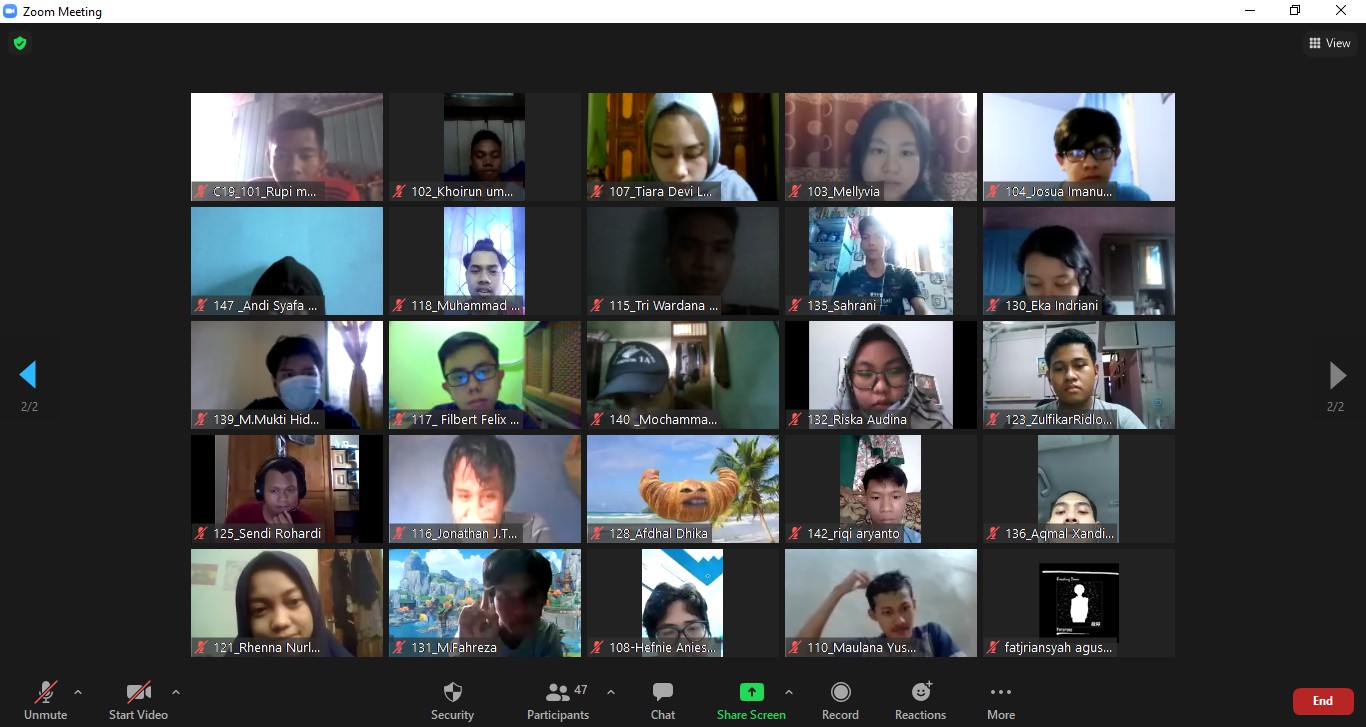 Zoom Meeting
View
C19_101_Rupi m...
102_Khoirun um...
107_Tiara Devi L...
103_Mellyvia
104_Josua Imanu...
147 _Andi Syafa ...
118_Muhammad ...
115_Tri Wardana ...
135_Sahrani
130_Eka Indriani
139_M.Mukti Hid...
117_ Filbert Felix ...
140 _Mochamma...
132_Riska Audina
123_ZulfikarRidlo...
2/2
2/2
125_Sendi Rohardi
116_Jonathan J.T...
128_Afdhal Dhika
142_riqi aryanto
136_Aqmal Xandi...
121_Rhenna Nurl...
131_M.Fahreza
108-Hefnie Anies...
110_Maulana Yus...
fatjriansyah agus...
Unmute
Start Video
Security
Participants
47
Chat
Share Screen
Record
Reactions
More
End